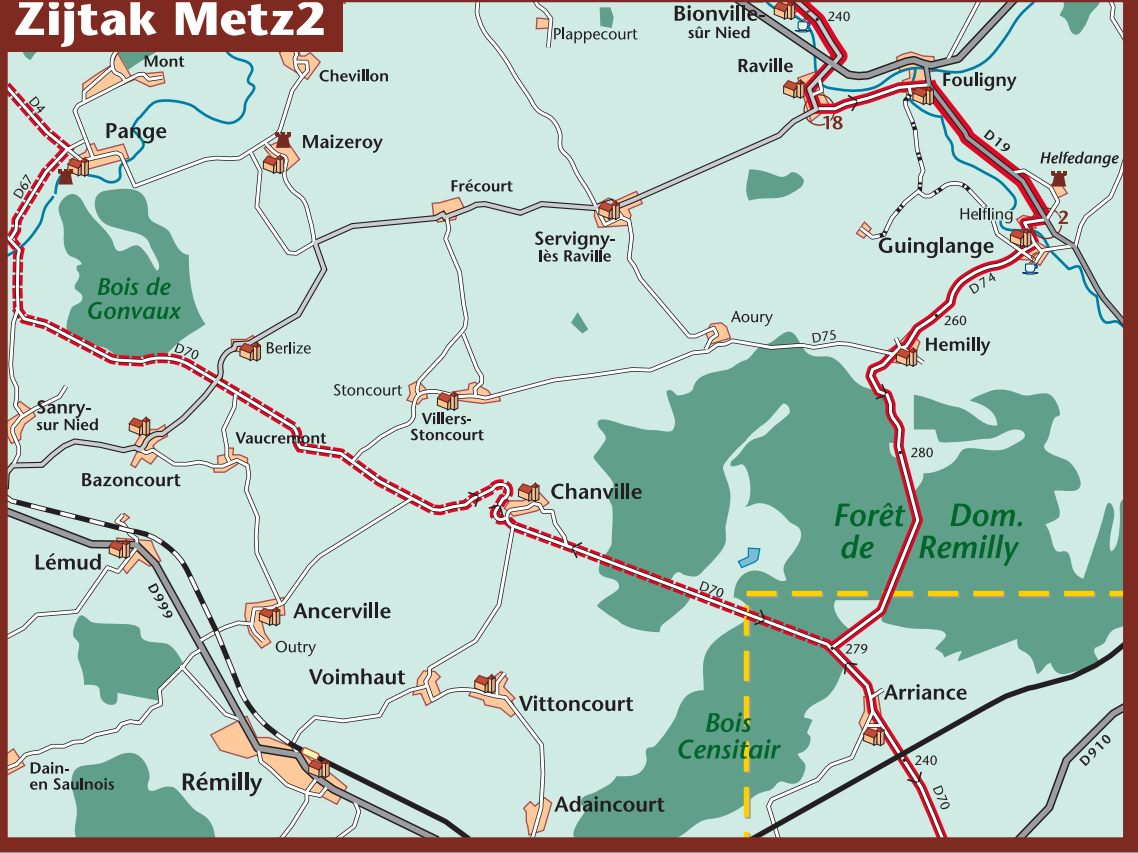 Zijtak Metz2
Bionville-
sûr Nied
240
Plappecourt
Mont
Chevillon
Raville
Fouligny
D4
Pange
Maizeroy
18
D19
Helfedange
D67
Frécourt
Helfling
2
Servigny-
lès Raville
Guinglange
Bois de
Gonvaux
D74
260
Aoury
D75
Hemilly
D70
Berlize
Stoncourt
Villers-
Stoncourt
Sanry-
sur Nied
Vaucremont
280
Bazoncourt
Chanville
Forêt Dom.
de Remilly
Lémud
D999
D70
Ancerville
Outry
279
Voimhaut
Vittoncourt
Arriance
Bois
Censitair
D910
Dain-
en Saulnois
Rémilly
240
D70
Adaincourt